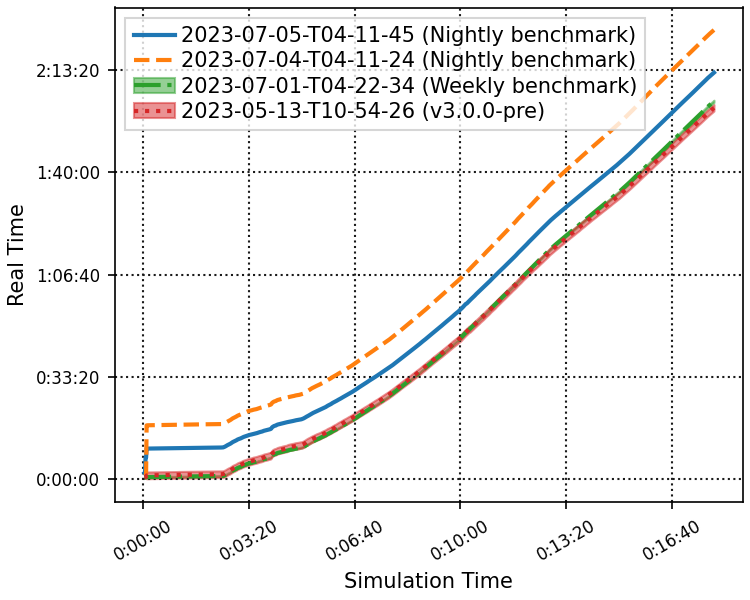 2023-07-05-T04-11-45 (Nightly benchmark)
2023-07-04-T04-11-24 (Nightly benchmark)
2023-07-01-T04-22-34 (Weekly benchmark)
2023-05-13-T10-54-26 (v3.0.0-pre)
2:13:20
1:40:00
1:06:40
0:33:20
0:00:00
Real Time
0:00:00
0:03:20
0:06:40
0:10:00
0:13:20
0:16:40
Simulation Time